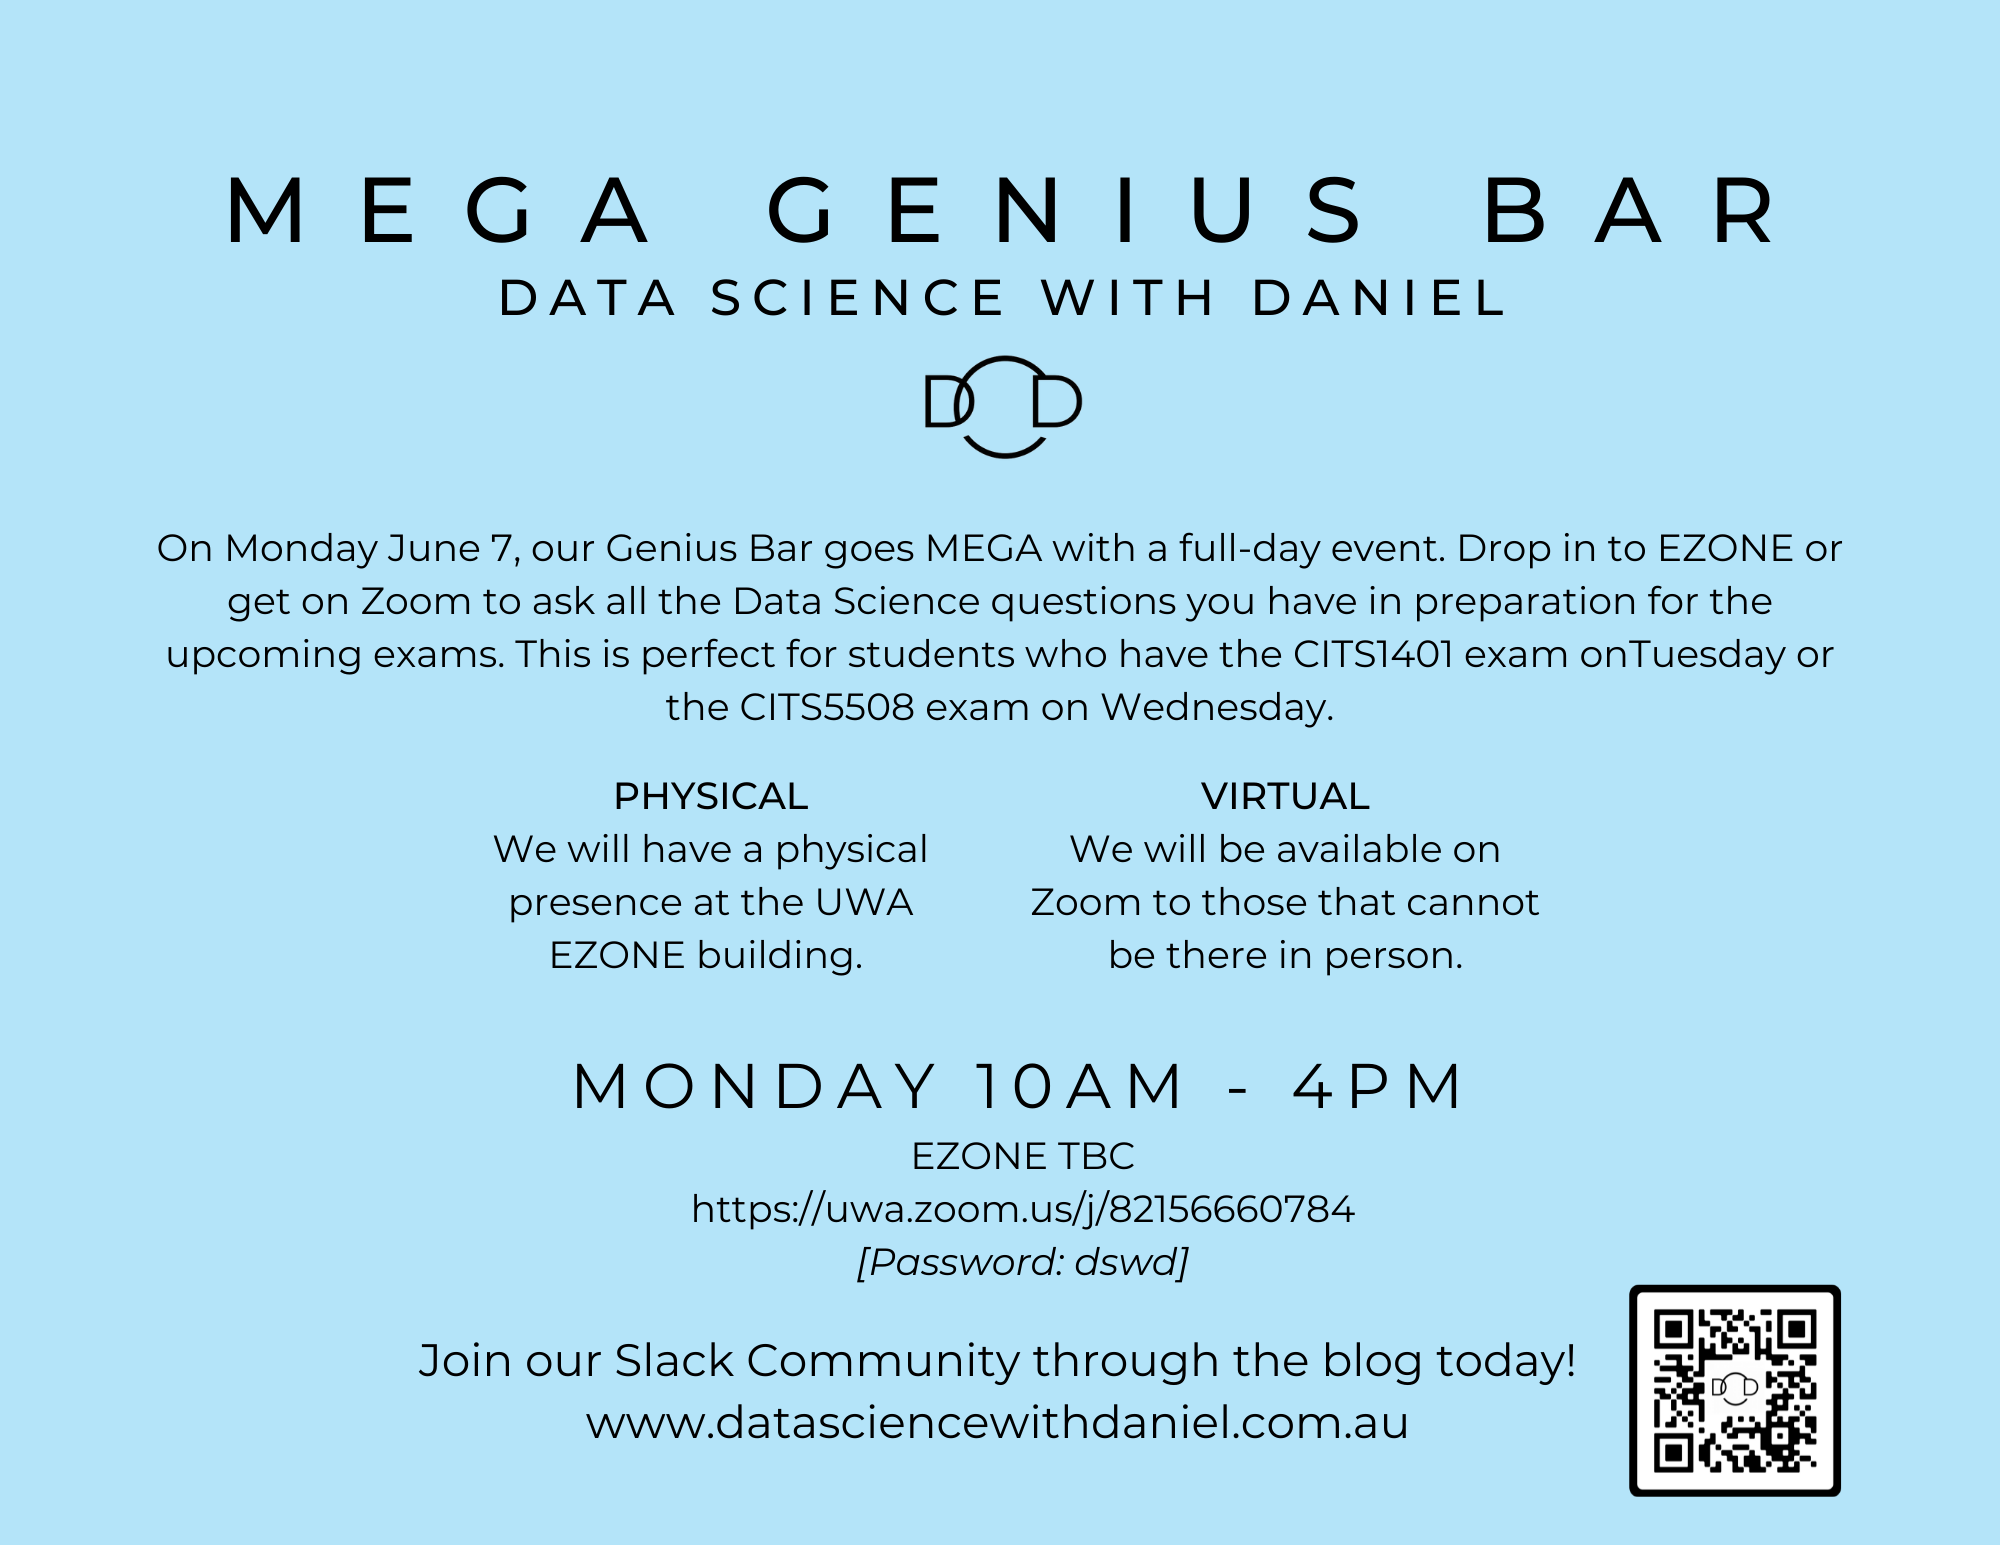 MEGA GENIUS BAR
DATA SCIENCE WITH DANIEL
D D
On Monday June 7, our Genius Bar goes MEGA with a full-day event. Drop in to EZONE or
get on Zoom to ask all the Data Science questions you have in preparation for the
upcoming exams. This is perfect for students who have the CITS1401 exam onTuesday or
the CITS5508 exam on Wednesday.
PHYSICAL
We will have a physical
presence at the UWA
EZONE building.
VIRTUAL
We will be available on
Zoom to those that cannot
be there in person.
MONDAY 10AM - 4PM
EZONE TBC
https://uwa.zoom.us/j/82156660784
[Password: dswd]
Join our Slack Community through the blog today!
www.datasciencewithdaniel.com.au
D D